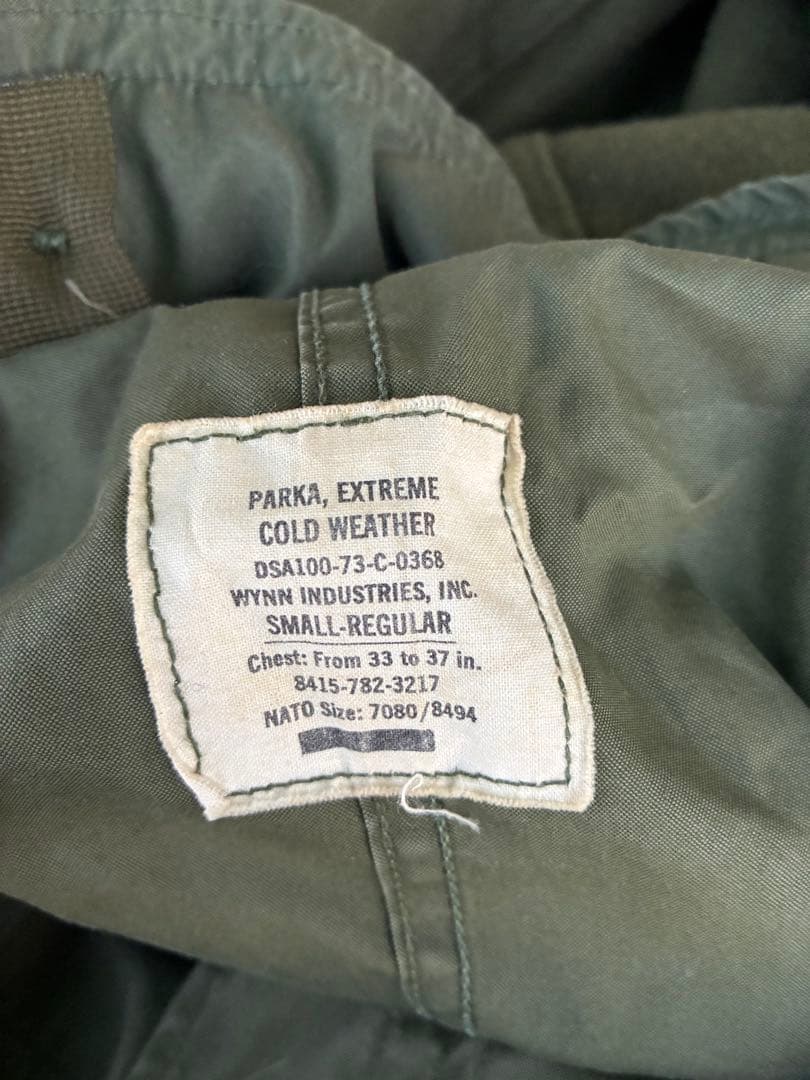 PARKA, EXTREME
COLD WEATHER
DSA100-73-C-0368
WYNN INDUSTRIES, INC.
SMALL-REGULAR
Chest: From 33 to 37 in.
8415-782-3217
NATO Size: 7080/8494